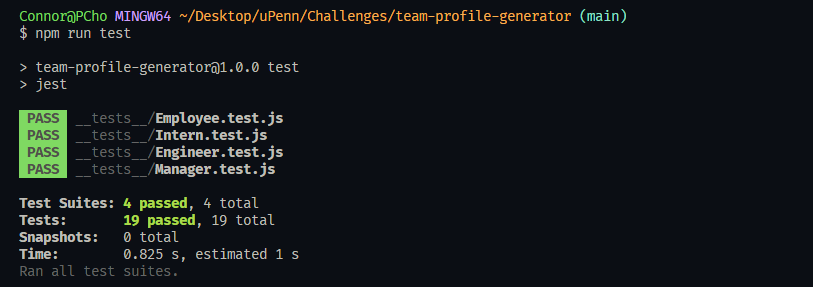 Connor@PCho MINGW64 ~/Desktop/uPenn/Challenges/team-profile-generator (main)
$ npm run test
> team-profile-generator@1.0.0 test
> jest
PASS __tests__/Employee.test.js
PASS __tests__/Intern.test.js
PASS __tests__/Engineer.test.js
PASS __tests__/Manager.test.js
Test Suites: 4 passed, 4 total
Tests: 19 passed, 19 total
Snapshots: 0 total
Time: 0.825 s, estimated 1 s
Ran all test suites.